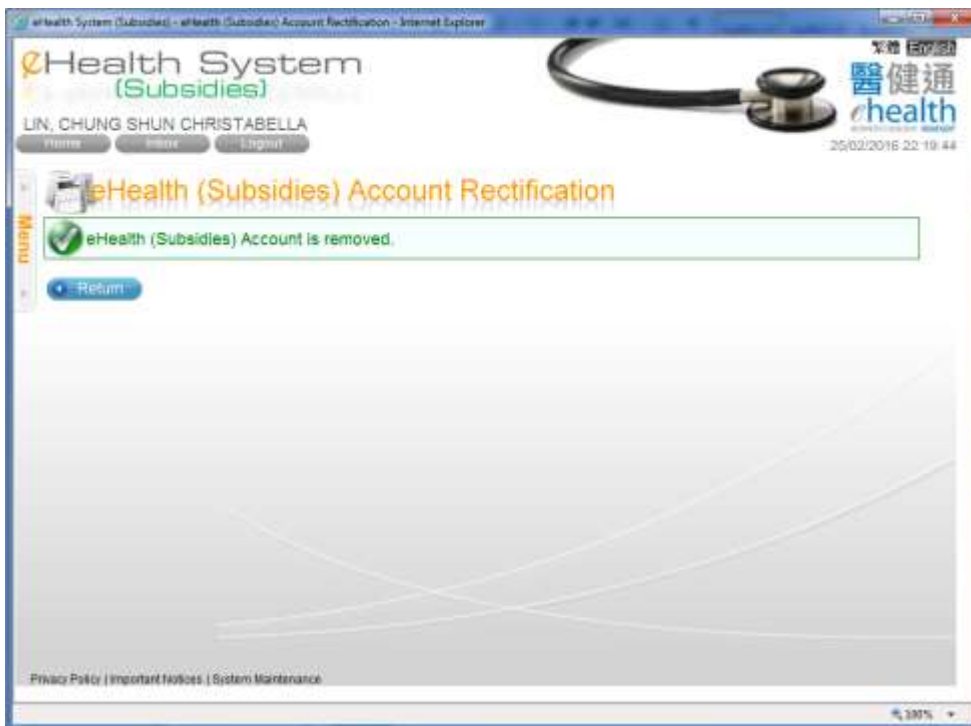 eHealth System (Subsidies) - eHealth (Subsidies) Account Rectification - Internet Explorer
繁體 English
eHealth System
(Subsidies)
醫健通
ehealth
LIN, CHUNG SHUN CHRISTABELLA
Home Inbox Logout
25/02/2016 22:19:44
eHealth (Subsidies) Account Rectification
Menu
eHealth (Subsidies) Account is removed.
Return
Privacy Policy | Important Notices | System Maintenance
100%